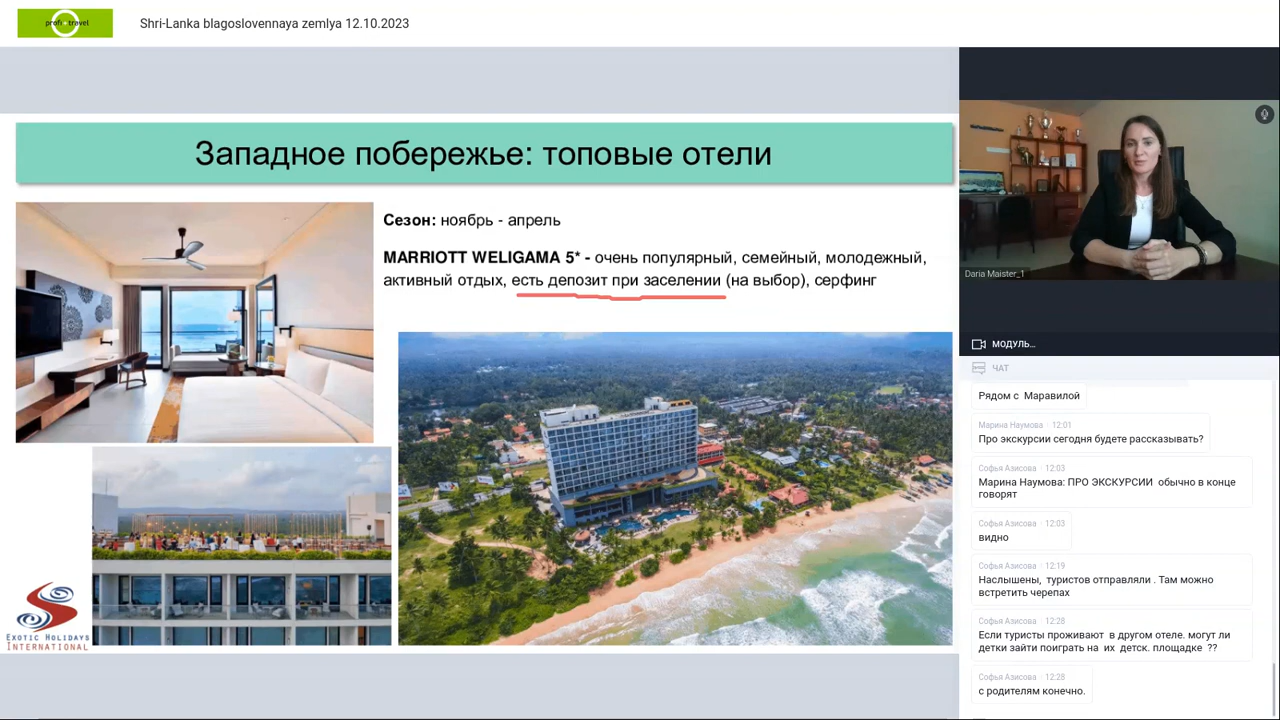 profi travel
Shri-Lanka blagoslovennaya zemlya 12.10.2023
Западное побережье: топовые отели
Сезон: ноябрь - апрель
MARRIOTT WELIGAMA 5* - очень популярный, семейный, молодежный,
активный отдых, есть депозит при заселении (на выбор), серфинг
EXOTIC HOLIDAYS
INTERNATIONAL
Daria Maister_1
МОДУЛЬ...
ЧАТ
Рядом с Маравилой
Марина Наумова · 12:01
Про экскурсии сегодня будете рассказывать?
Софья Азисова · 12:03
Марина Наумова: ПРО ЭКСКУРСИИ обычно в конце
говорят
Софья Азисова · 12:03
видно
Софья Азисова · 12:19
Наслышены, туристов отправляли . Там можно
встретить черепах
Софья Азисова · 12:28
Если туристы проживают в другом отеле. могут ли
детки зайти поиграть на их детск. площадке ??
Софья Азисова · 12:28
с родителям конечно.